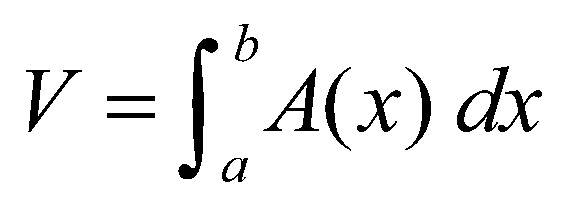 V = ∫_a^b A(x) dx